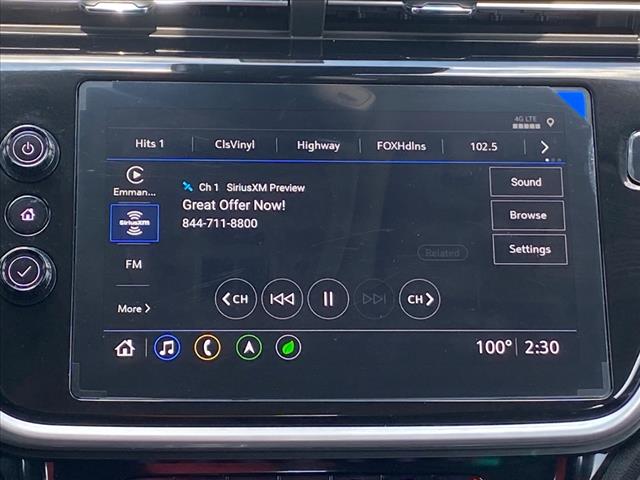 4G LTE
Hits 1 ClsVinyl Highway FOXHdlns 102.5
Emman...
Ch 1 SiriusXM Preview
Great Offer Now!
844-711-8800
Sound
SiriusXM
Browse
FM
Related
Settings
More
CH CH
100° 2:30